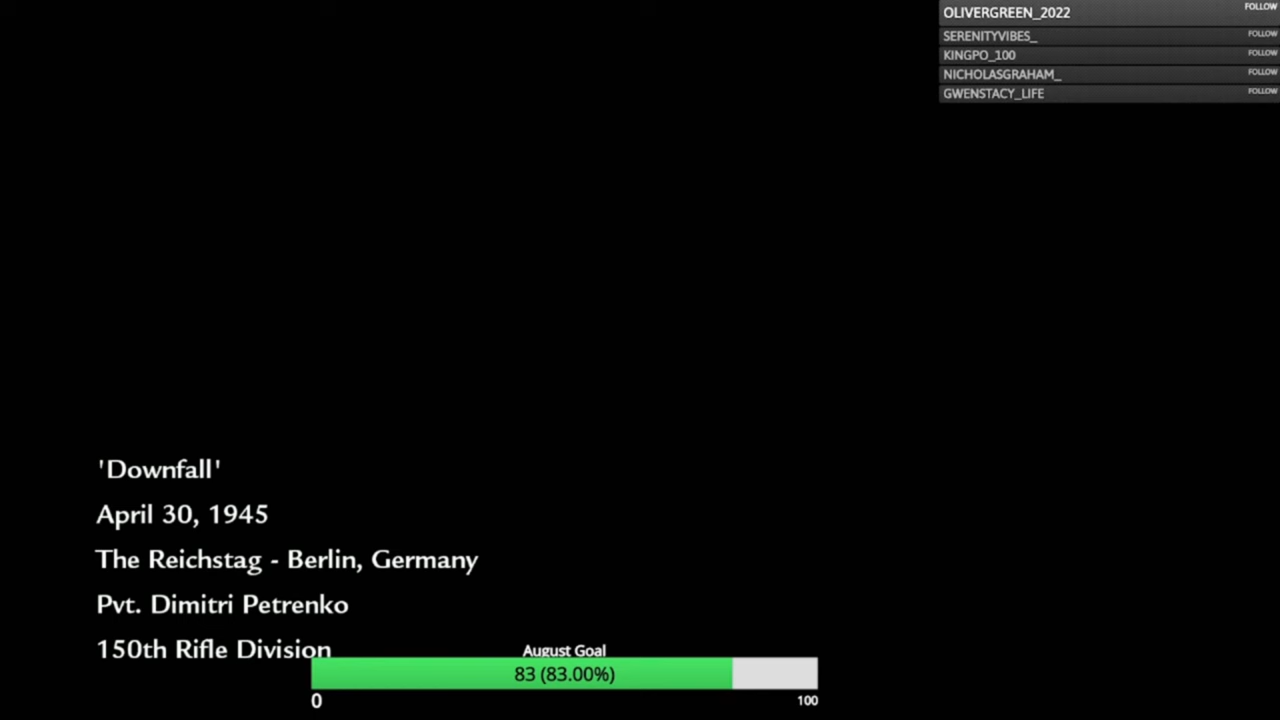 OLIVERGREEN_2022 FOLLOW
SERENITYVIBES_ FOLLOW
KINGPO_100 FOLLOW
NICHOLASGRAHAM_ FOLLOW
GWENSTACY_LIFE FOLLOW
'Downfall'
April 30, 1945
The Reichstag - Berlin, Germany
Pvt. Dimitri Petrenko
150th Rifle Division
August Goal
83 (83.00%)
0 100